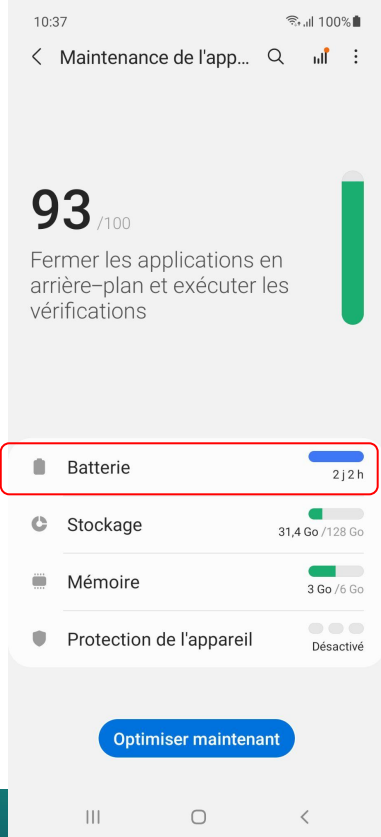 10:37 100%
Maintenance de l'app...
93 /100
Fermer les applications en
arrière-plan et exécuter les
vérifications
Batterie
2 j 2 h
Stockage
31,4 Go /128 Go
Mémoire
3 Go /6 Go
Protection de l'appareil
Désactivé
Optimiser maintenant